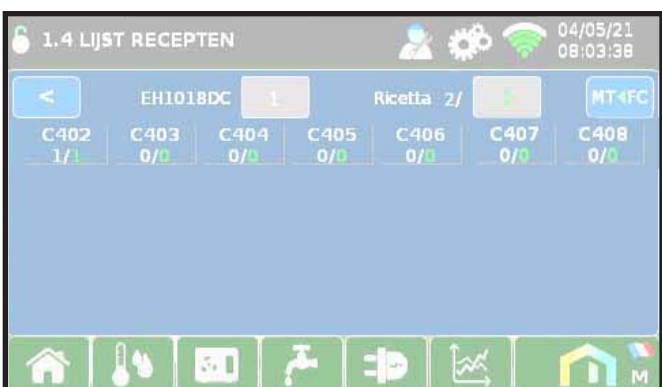 1.4 LIJST RECEPTEN
04/05/21
08:03:38
< EH101BDC 1 Ricetta 2/ MT◄FC
C402 C403 C404 C405 C406 C407 C408
1/1 0/0 0/0 0/0 0/0 0/0 0/0
M